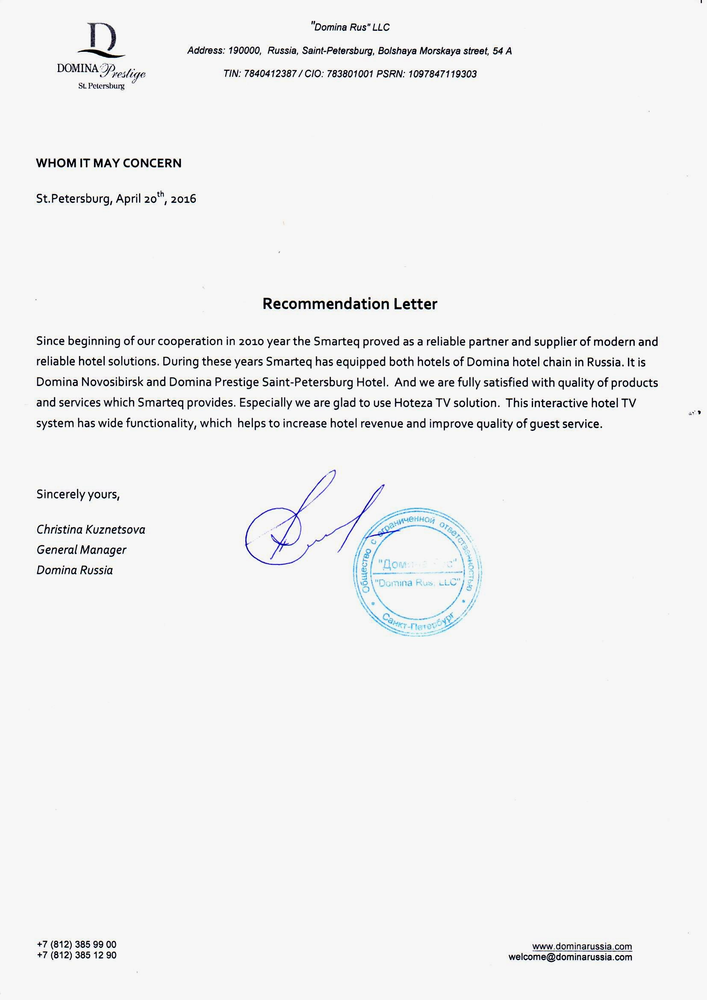 D
DOMINA Prestige
St. Petersburg
"Domina Rus" LLC
Address: 190000, Russia, Saint-Petersburg, Bolshaya Morskaya street, 54 A
TIN: 7840412387 / CIO: 783801001 PSRN: 1097847119303
WHOM IT MAY CONCERN
St.Petersburg, April 20th, 2016
Recommendation Letter
Since beginning of our cooperation in 2010 year the Smarteq proved as a reliable partner and supplier of modern and
reliable hotel solutions. During these years Smarteq has equipped both hotels of Domina hotel chain in Russia. It is
Domina Novosibirsk and Domina Prestige Saint-Petersburg Hotel. And we are fully satisfied with quality of products
and services which Smarteq provides. Especially we are glad to use Hoteza TV solution. This interactive hotel TV
system has wide functionality, which helps to increase hotel revenue and improve quality of guest service.
Sincerely yours,
Christina Kuznetsova
General Manager
Domina Russia
Общество с ограниченной ответственностью
"Domina Rus, LLC"
Санкт-Петербург
+7 (812) 385 99 00
+7 (812) 385 12 90
www.dominarussia.com
welcome@dominarussia.com